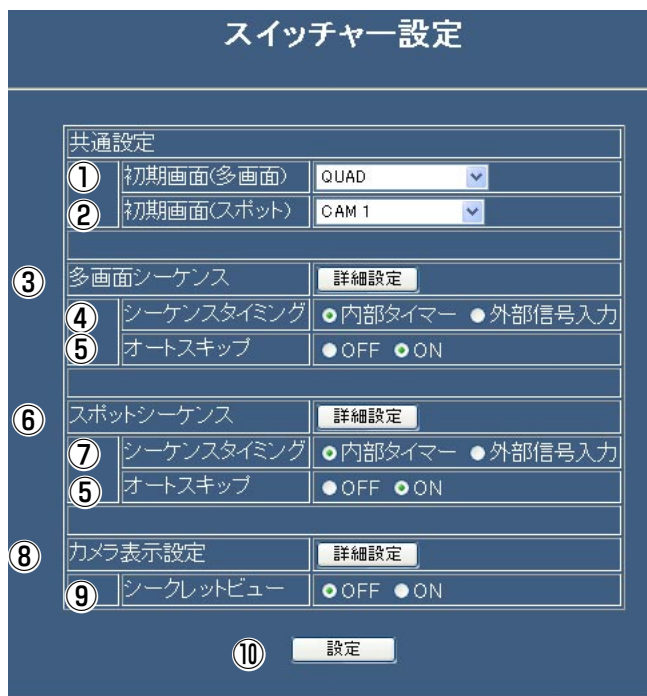 スイッチャー設定
共通設定
① 初期画面(多画面) QUAD
② 初期画面(スポット) CAM 1
③ 多画面シーケンス 詳細設定
④ シーケンスタイミング 内部タイマー 外部信号入力
⑤ オートスキップ OFF ON
⑥ スポットシーケンス 詳細設定
⑦ シーケンスタイミング 内部タイマー 外部信号入力
⑤ オートスキップ OFF ON
⑧ カメラ表示設定 詳細設定
⑨ シークレットビュー OFF ON
⑩ 設定